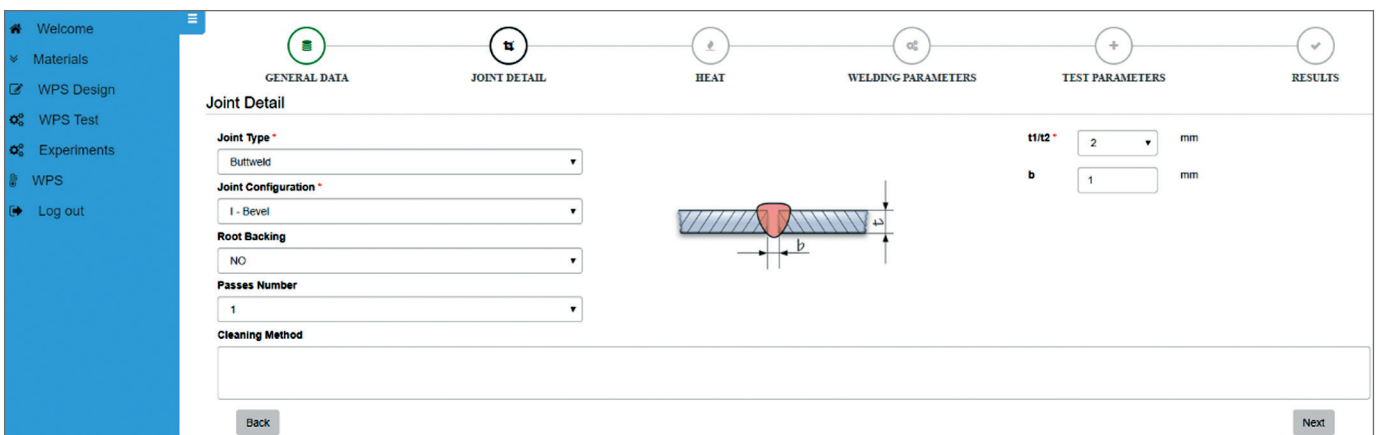 Welcome
Materials
WPS Design
WPS Test
Experiments
WPS
Log out
GENERAL DATA JOINT DETAIL HEAT WELDING PARAMETERS TEST PARAMETERS RESULTS
Joint Detail
Joint Type *
Buttweld
Joint Configuration *
I - Bevel
Root Backing
NO
Passes Number
1
Cleaning Method
t
b
t1/t2 * 2 mm
b 1 mm
Back Next